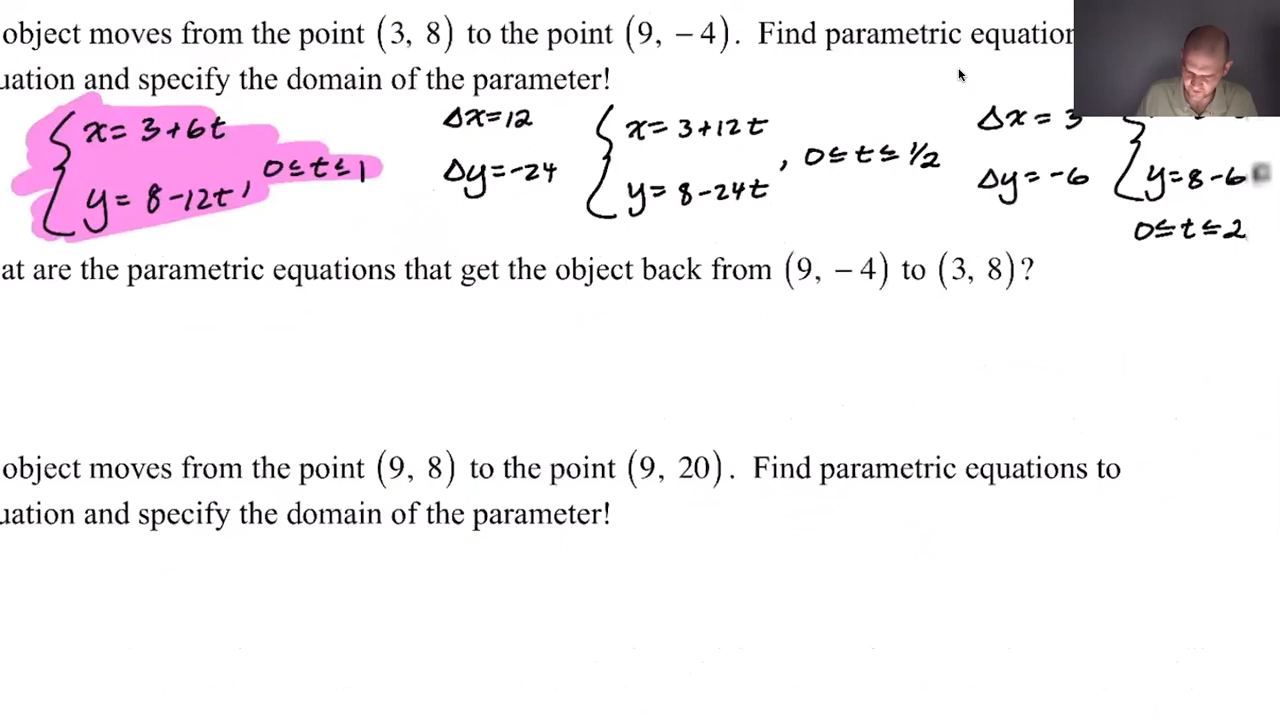 object moves from the point (3, 8) to the point (9, −4). Find parametric
uation and specify the domain of the parameter!
x = 3+6t
y = 8-12t, 0≤t≤1
Δx=12
Δy=-24
x= 3+12t
y= 8-24t, 0≤t≤1/2
Δx = 3
Δy = -6
y=8-6
0≤t≤2
at are the parametric equations that get the object back from (9, −4) to (3, 8)?
object moves from the point (9, 8) to the point (9, 20). Find parametric equations to
uation and specify the domain of the parameter!